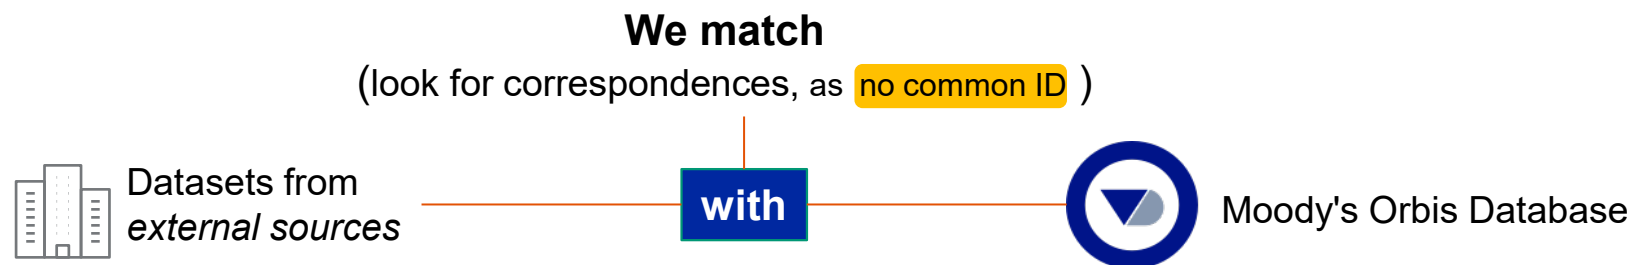 We match
(look for correspondences, as no common ID )
Datasets from
external sources
with
Moody's Orbis Database